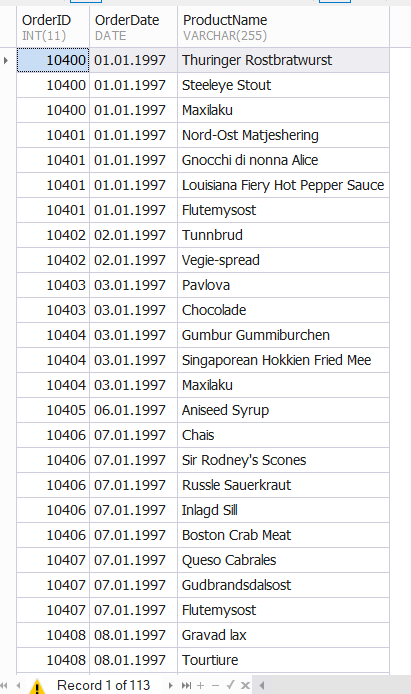 OrderID OrderDate ProductName
INT(11) DATE VARCHAR(255)
10400 01.01.1997 Thuringer Rostbratwurst
10400 01.01.1997 Steeleye Stout
10400 01.01.1997 Maxilaku
10401 01.01.1997 Nord-Ost Matjeshering
10401 01.01.1997 Gnocchi di nonna Alice
10401 01.01.1997 Louisiana Fiery Hot Pepper Sauce
10401 01.01.1997 Flutemysost
10402 02.01.1997 Tunnbrud
10402 02.01.1997 Vegie-spread
10403 03.01.1997 Pavlova
10403 03.01.1997 Chocolade
10404 03.01.1997 Gumbur Gummiburchen
10404 03.01.1997 Singaporean Hokkien Fried Mee
10404 03.01.1997 Maxilaku
10405 06.01.1997 Aniseed Syrup
10406 07.01.1997 Chais
10406 07.01.1997 Sir Rodney's Scones
10406 07.01.1997 Russle Sauerkraut
10406 07.01.1997 Inlagd Sill
10406 07.01.1997 Boston Crab Meat
10407 07.01.1997 Queso Cabrales
10407 07.01.1997 Gudbrandsdalsost
10407 07.01.1997 Flutemysost
10408 08.01.1997 Gravad lax
10408 08.01.1997 Tourtiure
Record 1 of 113